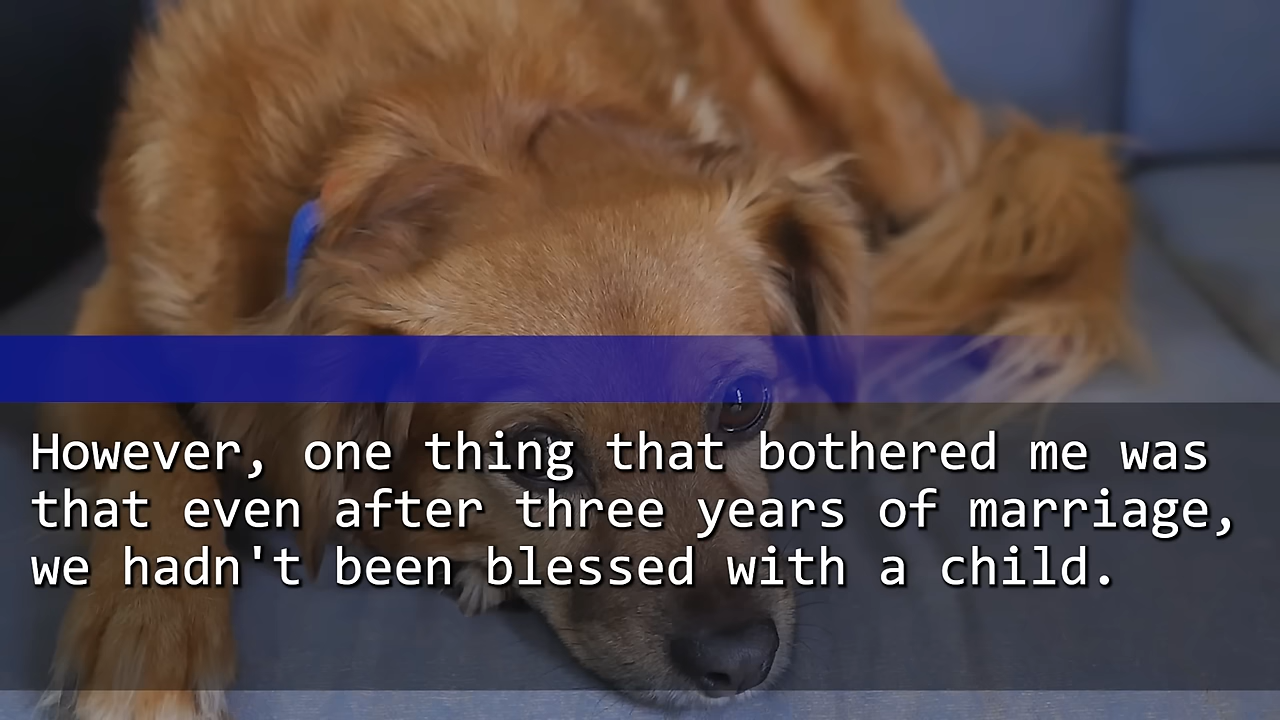 However, one thing that bothered me was
that even after three years of marriage,
we hadn't been blessed with a child.